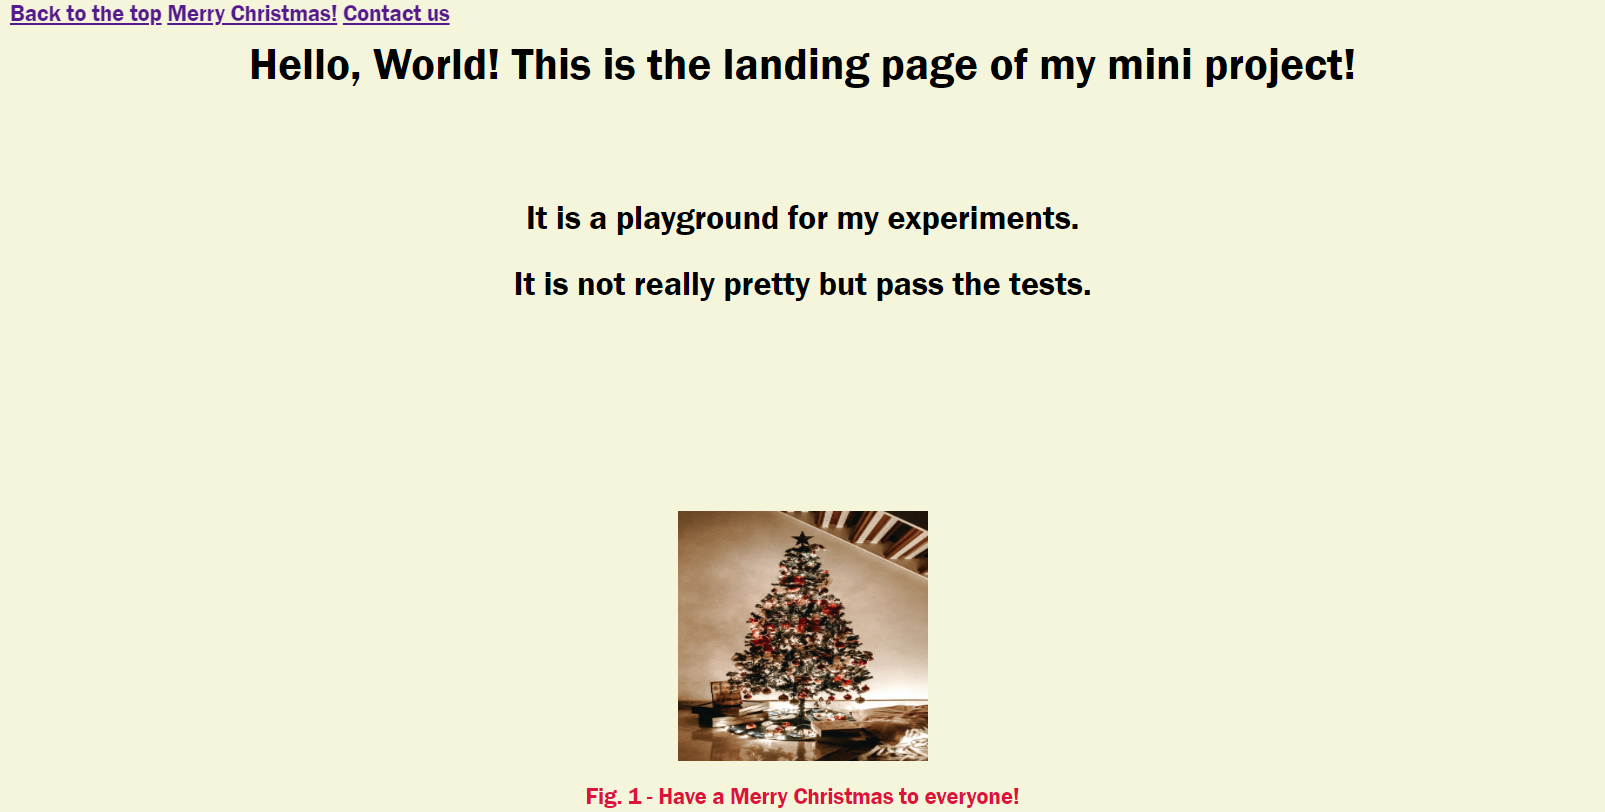 Back to the top Merry Christmas! Contact us
Hello, World! This is the landing page of my mini project!
It is a playground for my experiments.
It is not really pretty but pass the tests.
Fig. 1 - Have a Merry Christmas to everyone!